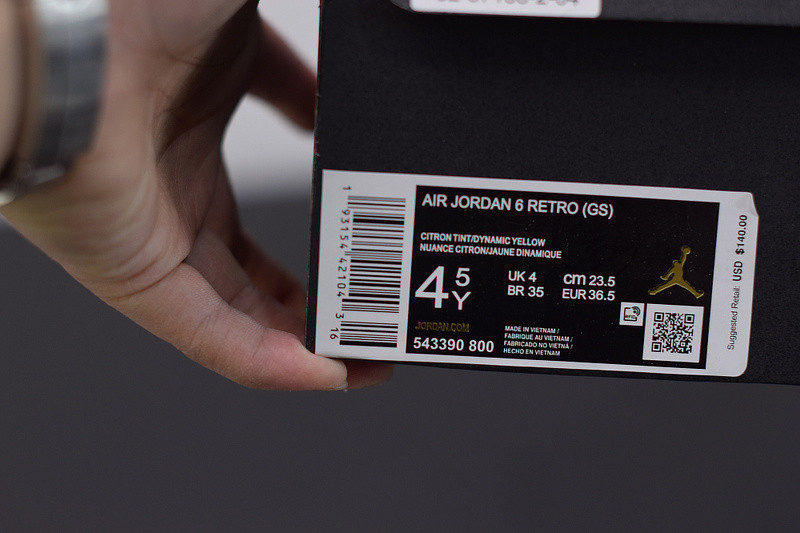 AIR JORDAN 6 RETRO (GS)
CITRON TINT/DYNAMIC YELLOW
NUANCE CITRON/JAUNE DINAMIQUE
4 5Y
UK 4 cm 23.5
BR 35 EUR 36.5
JORDAN.COM
543390 800
MADE IN VIETNAM /
FABRIQUE AU VIETNAM /
FABRICADO NO VIETNÃ /
HECHO EN VIETNAM
Suggested Retail: USD $140.00
1 93154 42104 3 16